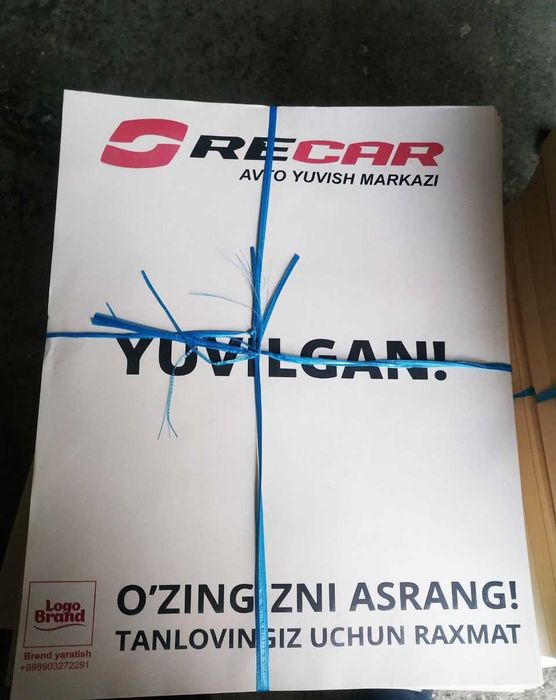 RECAR
AVTO YUVISH MARKAZI
YUVILGAN!
O'ZINGIZNI ASRANG!
TANLOVINGIZ UCHUN RAXMAT
Logo
Brand
Brend yaratish
+998903272291